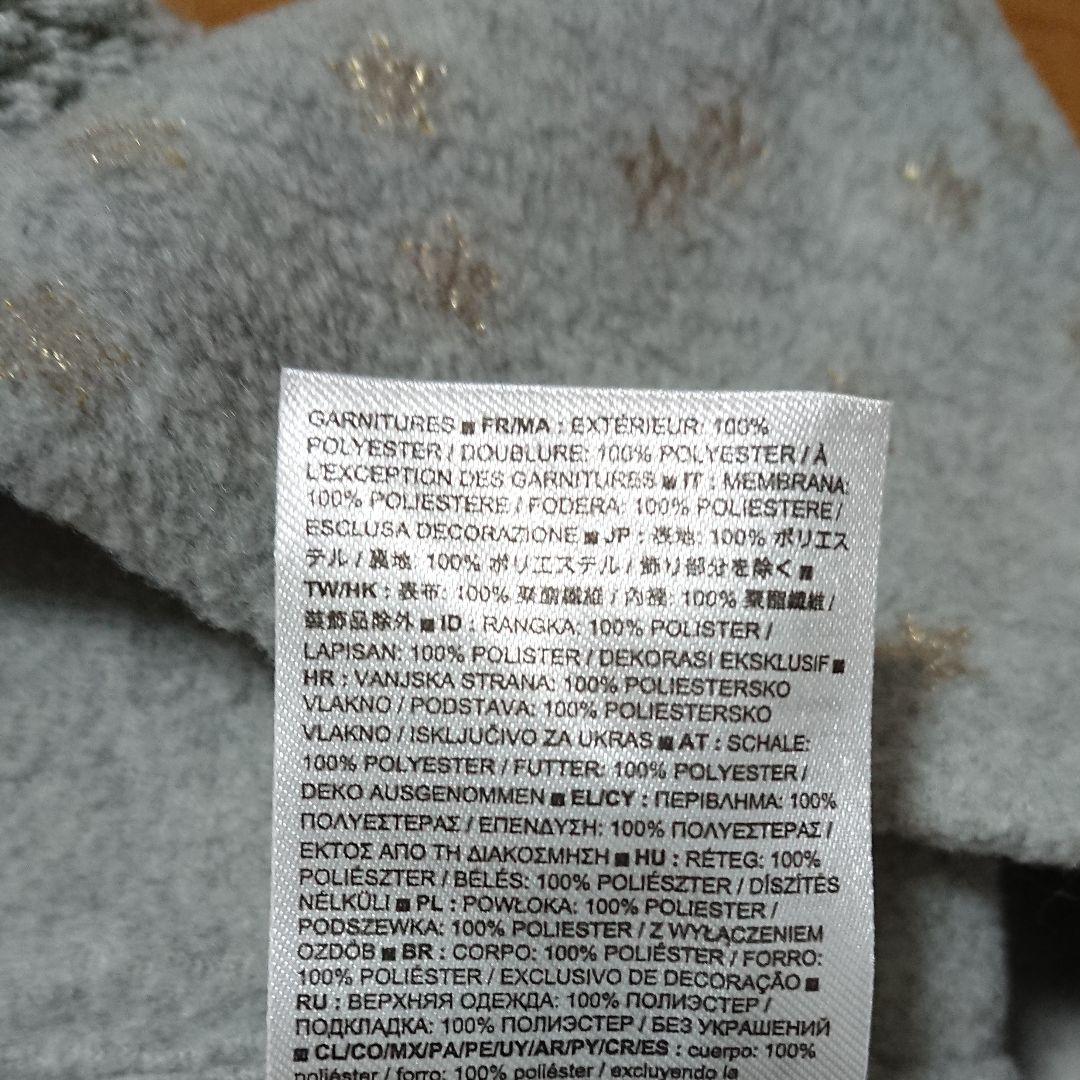 GARNITURES ■ FR/MA : EXTÉRIEUR: 100%
POLYESTER / DOUBLURE: 100% POLYESTER / À
L'EXCEPTION DES GARNITURES ■ IT : MEMBRANA:
100% POLIESTERE / FODERA: 100% POLIESTERE /
ESCLUSA DECORAZIONE ■ JP : 表地: 100% ポリエス
テル / 裏地: 100% ポリエステル / 飾り部分を除く ■
TW/HK : 表布: 100% 聚酯纖維 / 內裡: 100% 聚酯纖維 /
裝飾品除外 ■ ID : RANGKA: 100% POLISTER /
LAPISAN: 100% POLISTER / DEKORASI EKSKLUSIF ■
HR : VANJSKA STRANA: 100% POLIESTERSKO
VLAKNO / PODSTAVA: 100% POLIESTERSKO
VLAKNO / ISKLJUČIVO ZA UKRAS ■ AT : SCHALE:
100% POLYESTER / FUTTER: 100% POLYESTER /
DEKO AUSGENOMMEN ■ EL/CY : ΠΕΡΙΒΛΗΜΑ: 100%
ΠΟΛΥΕΣΤΕΡΑΣ / ΕΠΕΝΔΥΣΗ: 100% ΠΟΛΥΕΣΤΕΡΑΣ /
ΕΚΤΟΣ ΑΠΟ ΤΗ ΔΙΑΚΟΣΜΗΣΗ ■ HU : RÉTEG: 100%
POLIÉSZTER / BÉLÉS: 100% POLIÉSZTER / DÍSZÍTÉS
NÉLKÜLI ■ PL : POWŁOKA: 100% POLIESTER /
PODSZEWKA: 100% POLIESTER / Z WYŁĄCZENIEM
OZDÓB ■ BR : CORPO: 100% POLIÉSTER / FORRO:
100% POLIÉSTER / EXCLUSIVO DE DECORAÇÃO ■
RU : ВЕРХНЯЯ ОДЕЖДА: 100% ПОЛИЭСТЕР /
ПОДКЛАДКА: 100% ПОЛИЭСТЕР / БЕЗ УКРАШЕНИЙ
■ CL/CO/MX/PA/PE/UY/AR/PY/CR/ES : cuerpo: 100%
poliéster / forro: 100% poliéster / excluyendo la